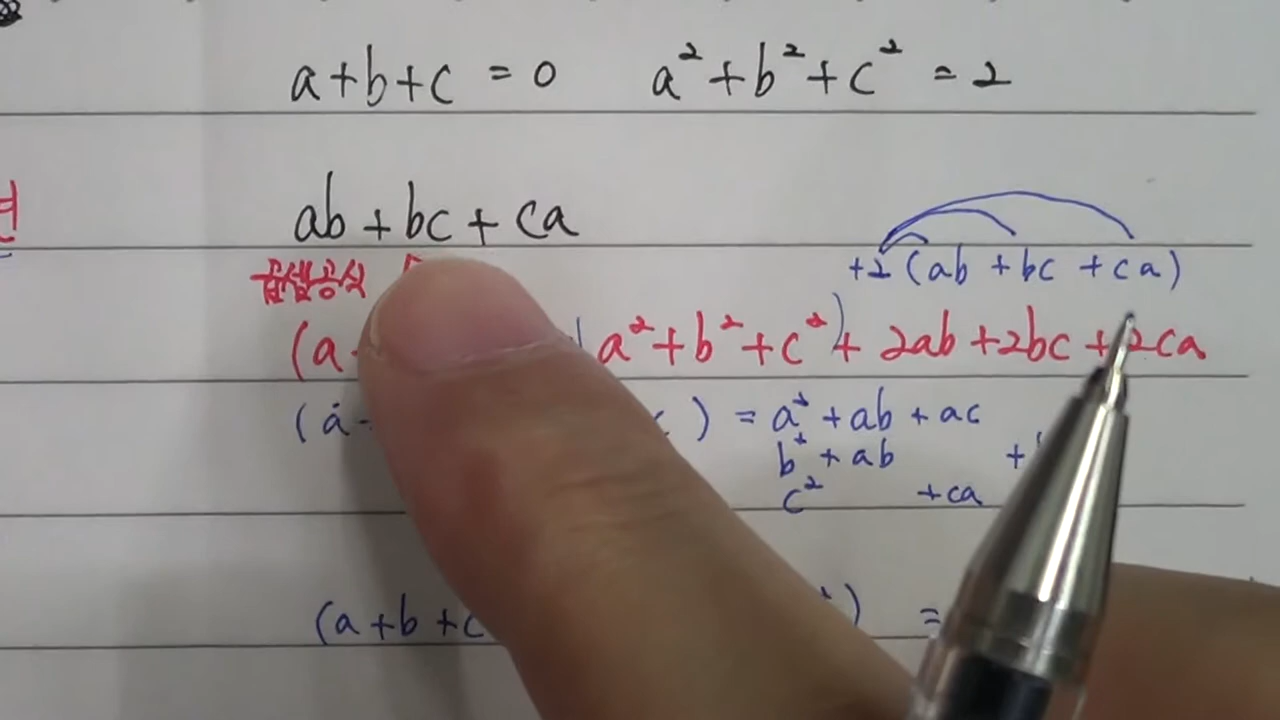 a+b+c = 0 a²+b²+c² = 2
ab+bc+ca
+2(ab+bc+ca)
곱셈공식
(a a²+b²+c²)+2ab+2bc+2ca
(a ) = a²+ab+ac
b²+ab +
c² +ca
(a+b+c ) =